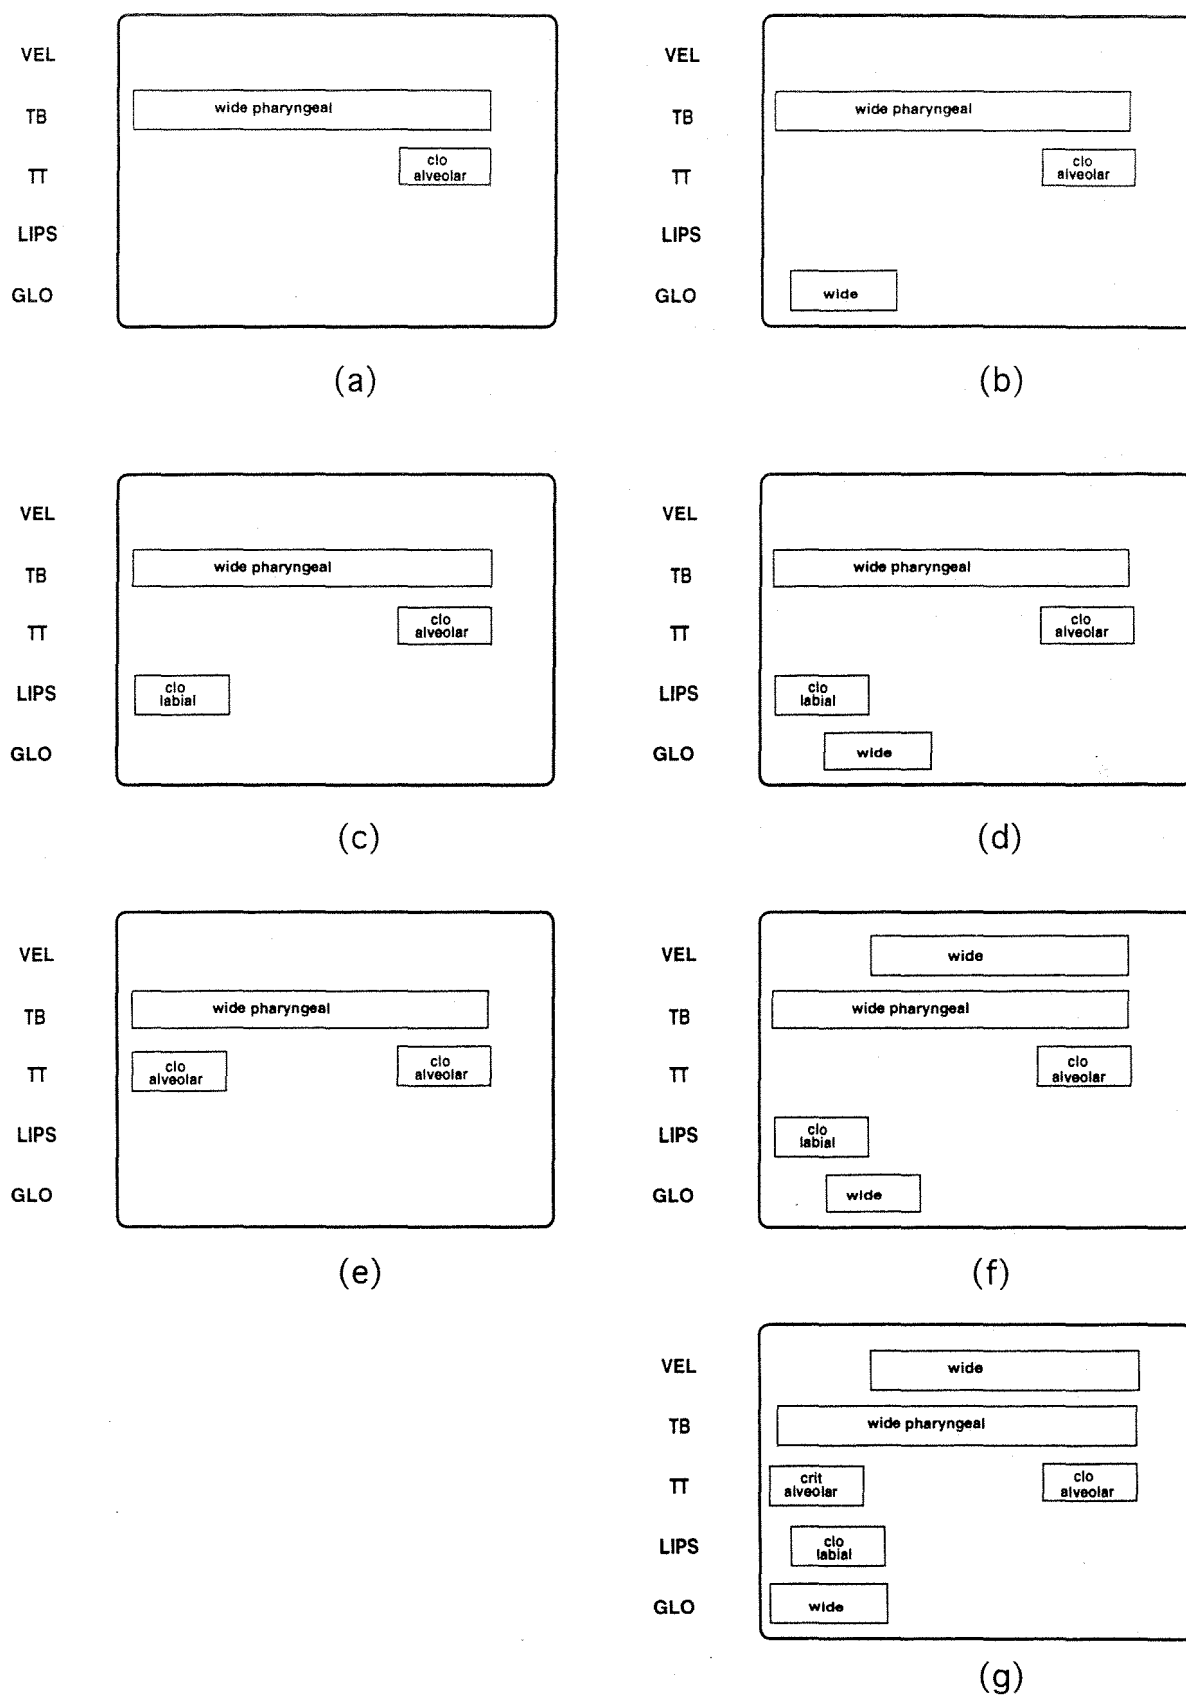 VEL
TB
wide pharyngeal
TT
clo
alveolar
LIPS
GLO
(a)
VEL
TB
wide pharyngeal
TT
clo
alveolar
LIPS
GLO
wide
(b)
VEL
TB
wide pharyngeal
TT
clo
alveolar
LIPS
clo
labial
GLO
(c)
VEL
TB
wide pharyngeal
TT
clo
alveolar
LIPS
clo
labial
GLO
wide
(d)
VEL
TB
wide pharyngeal
TT
clo
alveolar
clo
alveolar
LIPS
GLO
(e)
VEL
wide
TB
wide pharyngeal
TT
clo
alveolar
LIPS
clo
labial
GLO
wide
(f)
VEL
wide
TB
wide pharyngeal
TT
crit
alveolar
clo
alveolar
LIPS
clo
labial
GLO
wide
(g)